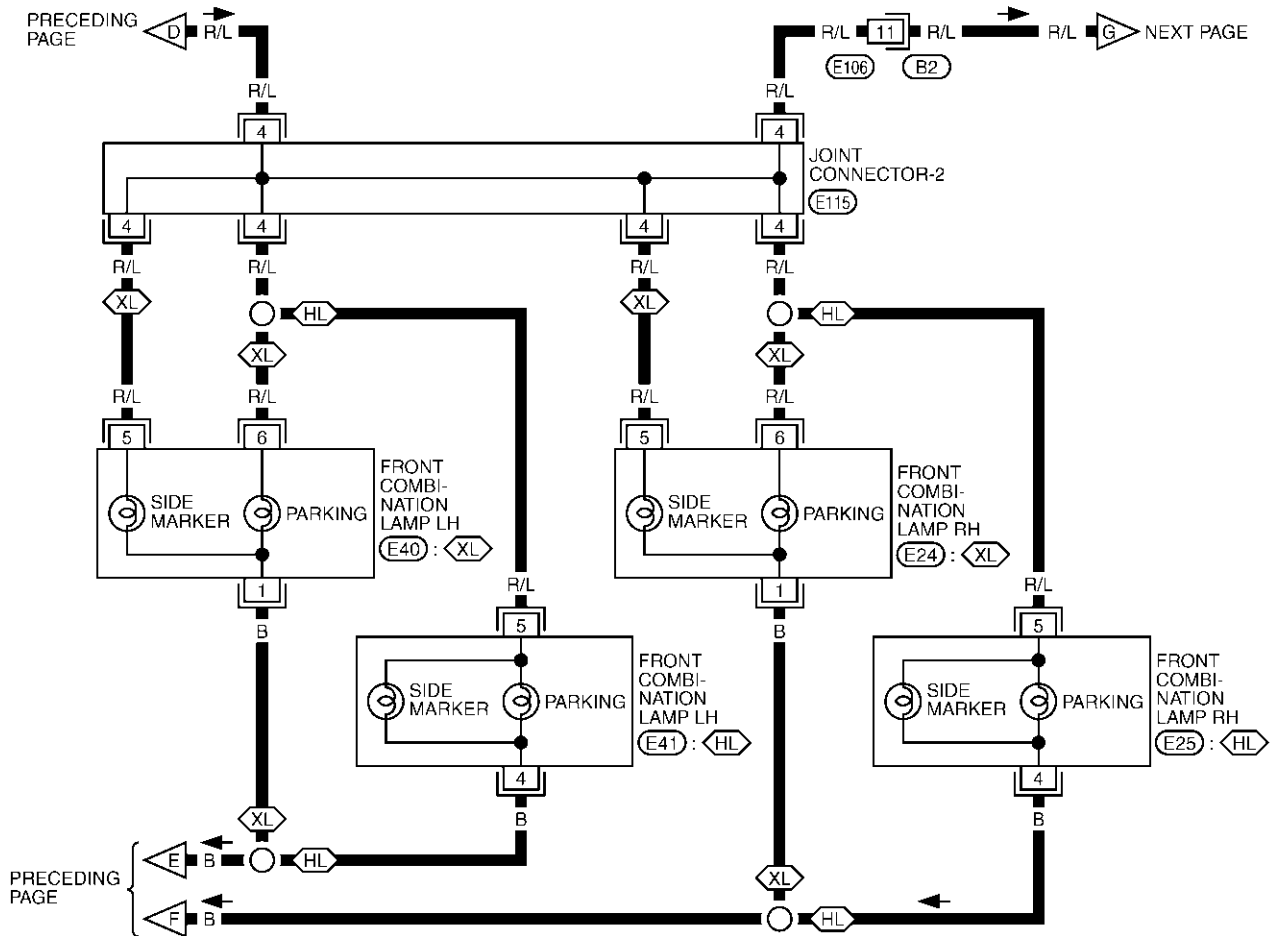 PRECEDING
PAGE
D
R/L
R/L
4
R/L
11
R/L
R/L
G
NEXT PAGE
E106
B2
R/L
4
JOINT
CONNECTOR-2
E115
4
4
4
4
R/L
R/L
R/L
R/L
XL
HL
XL
HL
XL
XL
R/L
R/L
R/L
R/L
5
6
5
6
SIDE
MARKER
PARKING
FRONT
COMBI-
NATION
LAMP LH
E40 : XL
SIDE
MARKER
PARKING
FRONT
COMBI-
NATION
LAMP RH
E24 : XL
1
B
R/L
5
1
B
R/L
5
SIDE
MARKER
PARKING
FRONT
COMBI-
NATION
LAMP LH
E41 : HL
SIDE
MARKER
PARKING
FRONT
COMBI-
NATION
LAMP RH
E25 : HL
4
B
4
B
XL
XL
PRECEDING
PAGE
E
B
HL
F
B
HL